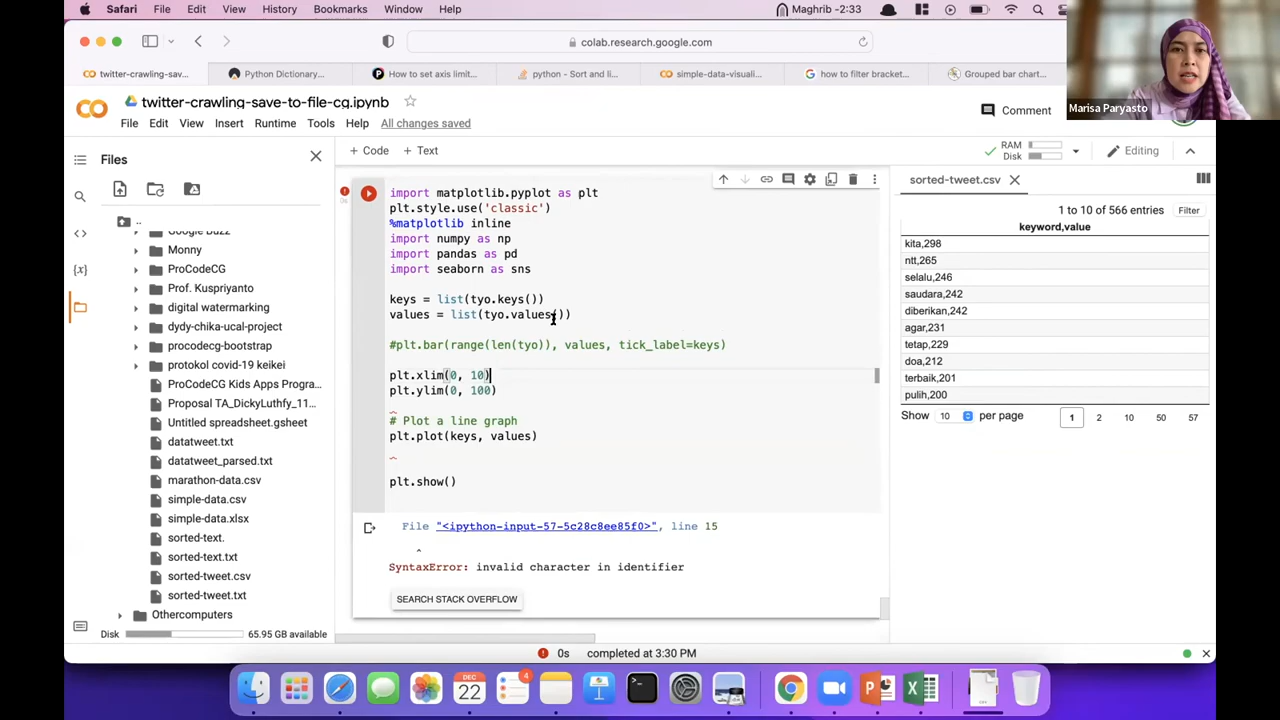 Safari File Edit View History Bookmarks Window Help Maghrib -2:33
colab.research.google.com
twitter-crawling-sav... Python Dictionary... How to set axis limit... python - Sort and li... simple-data-visuali... how to filter bracket... Grouped bar chart...
twitter-crawling-save-to-file-cg.ipynb
File Edit View Insert Runtime Tools Help All changes saved
Comment
Marisa Paryasto
Files
+ Code + Text
RAM
Disk
Editing
..
Google Buzz
Monny
ProCodeCG
Prof. Kuspriyanto
digital watermarking
dydy-chika-ucal-project
procodecg-bootstrap
protokol covid-19 keikei
ProCodeCG Kids Apps Progra...
Proposal TA_DickyLuthfy_11...
Untitled spreadsheet.gsheet
datatweet.txt
datatweet_parsed.txt
marathon-data.csv
simple-data.csv
simple-data.xlsx
sorted-text.
sorted-text.txt
sorted-tweet.csv
sorted-tweet.txt
Othercomputers
Disk 65.95 GB available
import matplotlib.pyplot as plt
plt.style.use('classic')
%matplotlib inline
import numpy as np
import pandas as pd
import seaborn as sns
keys = list(tyo.keys())
values = list(tyo.values())
#plt.bar(range(len(tyo)), values, tick_label=keys)
plt.xlim(0, 10)
plt.ylim(0, 100)
# Plot a line graph
plt.plot(keys, values)
plt.show()
File "<ipython-input-57-5c28c8ee85f0>", line 15
^
SyntaxError: invalid character in identifier
SEARCH STACK OVERFLOW
sorted-tweet.csv
1 to 10 of 566 entries Filter
keyword,value
kita,298
ntt,265
selalu,246
saudara,242
diberikan,242
agar,231
tetap,229
doa,212
terbaik,201
pulih,200
Show 10 per page 1 2 10 50 57
0s completed at 3:30 PM
DEC
22
4